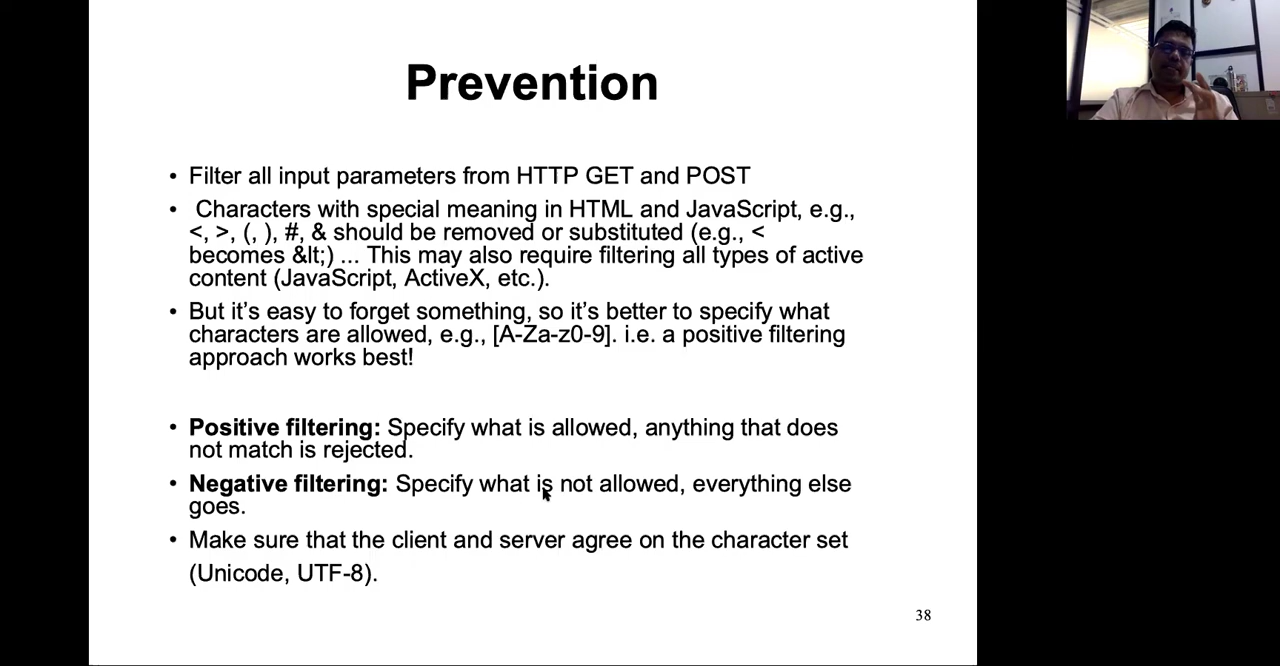 Prevention
• Filter all input parameters from HTTP GET and POST
• Characters with special meaning in HTML and JavaScript, e.g.,
<, >, (, ), #, & should be removed or substituted (e.g., <
becomes &lt;) ... This may also require filtering all types of active
content (JavaScript, ActiveX, etc.).
• But it’s easy to forget something, so it’s better to specify what
characters are allowed, e.g., [A-Za-z0-9]. i.e. a positive filtering
approach works best!
• Positive filtering: Specify what is allowed, anything that does
not match is rejected.
• Negative filtering: Specify what is not allowed, everything else
goes.
• Make sure that the client and server agree on the character set
(Unicode, UTF-8).
38